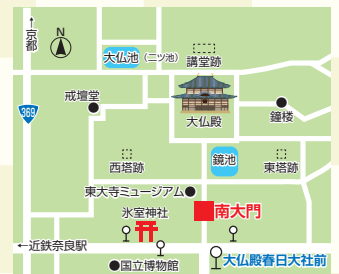 ↑京都
N
大仏池(二ツ池)
講堂跡
戒壇堂
369
大仏殿
鐘楼
西塔跡
鏡池
東塔跡
東大寺ミュージアム
氷室神社
南大門
←近鉄奈良駅
大仏殿春日大社前
国立博物館